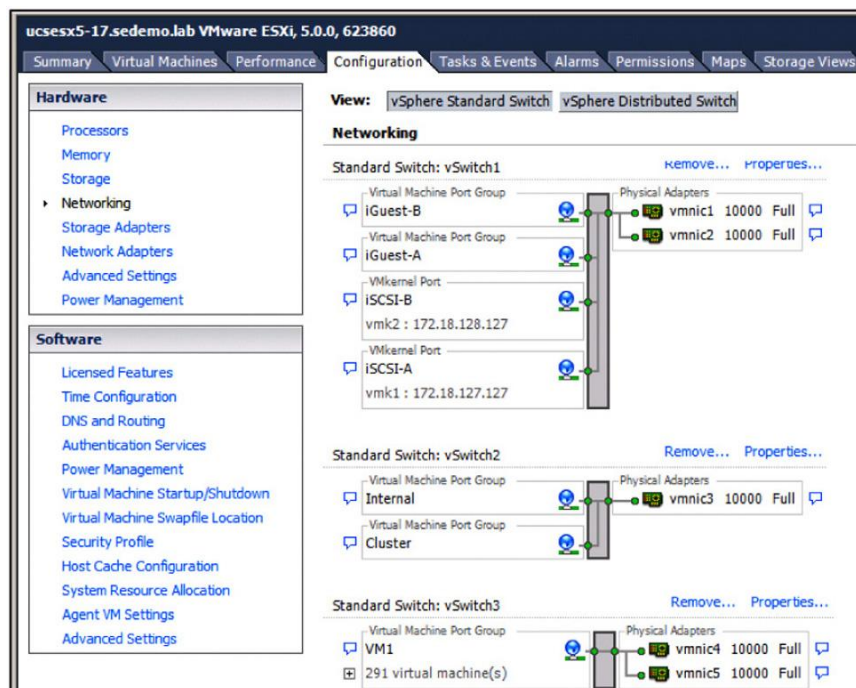 ucsesx5-17.sedemo.lab VMware ESXi, 5.0.0, 623860
Summary Virtual Machines Performance Configuration Tasks & Events Alarms Permissions Maps Storage Views
Hardware
Processors
Memory
Storage
Networking
Storage Adapters
Network Adapters
Advanced Settings
Power Management
Software
Licensed Features
Time Configuration
DNS and Routing
Authentication Services
Power Management
Virtual Machine Startup/Shutdown
Virtual Machine Swapfile Location
Security Profile
Host Cache Configuration
System Resource Allocation
Agent VM Settings
Advanced Settings
View: vSphere Standard Switch vSphere Distributed Switch
Networking
Standard Switch: vSwitch1 Remove... Properties...
Virtual Machine Port Group
iGuest-B
Virtual Machine Port Group
iGuest-A
VMkernel Port
iSCSI-B
vmk2 : 172.18.128.127
VMkernel Port
iSCSI-A
vmk1 : 172.18.127.127
Physical Adapters
vmnic1 10000 Full
vmnic2 10000 Full
Standard Switch: vSwitch2 Remove... Properties...
Virtual Machine Port Group
Internal
Virtual Machine Port Group
Cluster
Physical Adapters
vmnic3 10000 Full
Standard Switch: vSwitch3 Remove... Properties...
Virtual Machine Port Group
VM1
291 virtual machine(s)
Physical Adapters
vmnic4 10000 Full
vmnic5 10000 Full